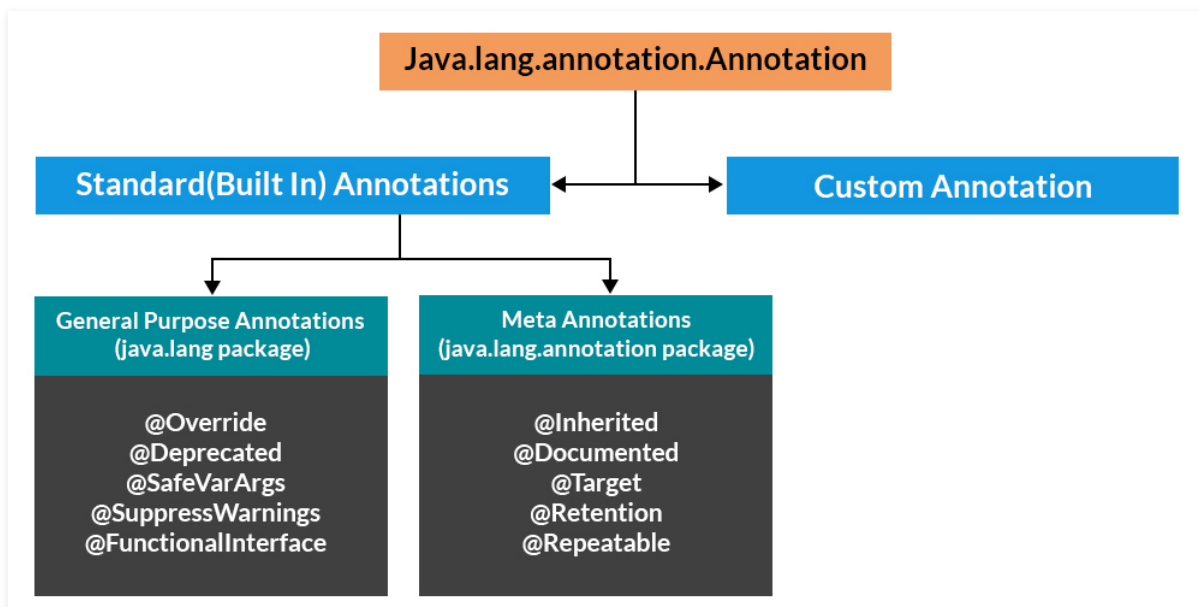 Java.lang.annotation.Annotation
Standard(Built In) Annotations
Custom Annotation
General Purpose Annotations
(java.lang package)
@Override
@Deprecated
@SafeVarArgs
@SuppressWarnings
@FunctionalInterface
Meta Annotations
(java.lang.annotation package)
@Inherited
@Documented
@Target
@Retention
@Repeatable